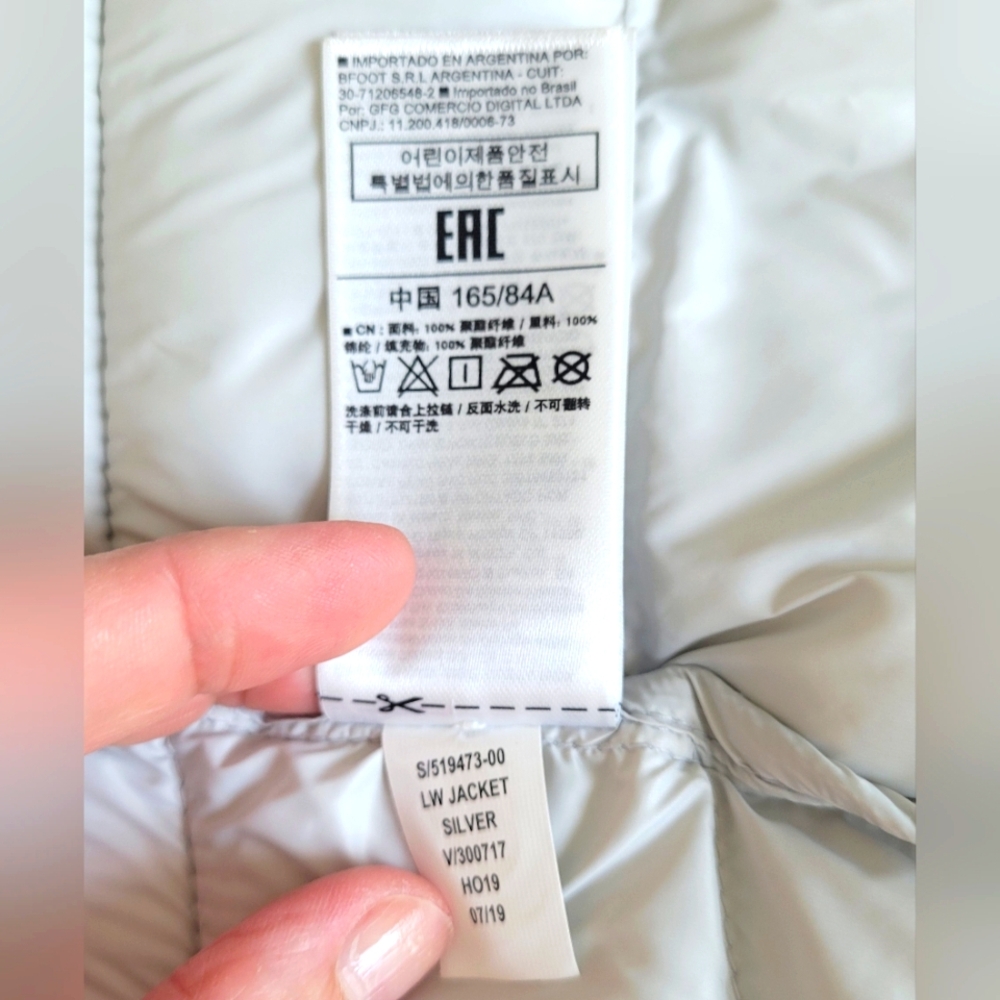 ■ IMPORTADO EN ARGENTINA POR:
BFOOT S.R.L ARGENTINA - CUIT:
30-71206548-2 ■ Importado no Brasil
Por: GFG COMERCIO DIGITAL LTDA
CNPJ.: 11.200.418/0006-73
어린이제품안전
특별법에의한품질표시
EAC
中国 165/84A
■ CN : 面料: 100% 聚酯纤维 / 里料: 100%
锦纶 / 填充物: 100% 聚酯纤维
洗涤前请合上拉链 / 反面水洗 / 不可翻转
干燥 / 不可干洗
S/519473-00
LW JACKET
SILVER
V/300717
HO19
07/19